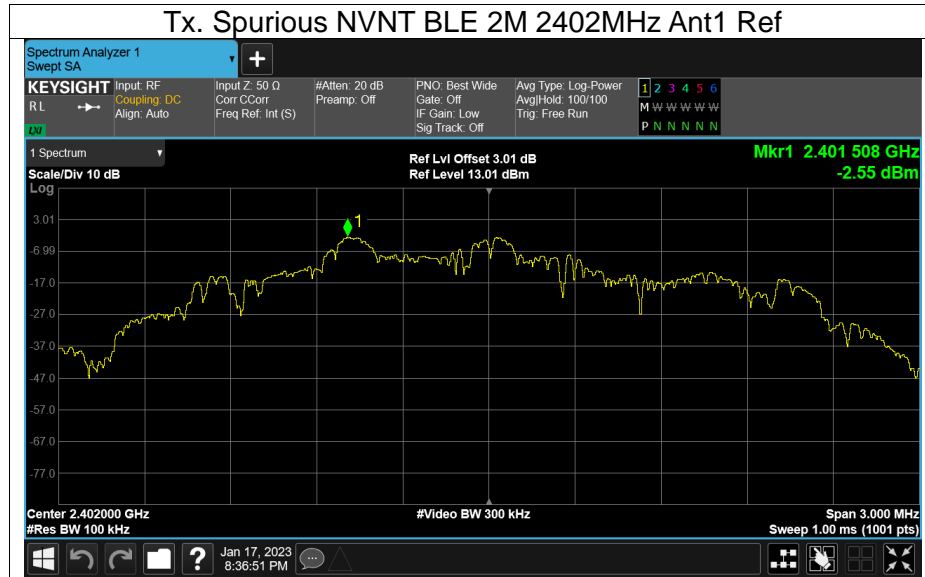 Tx. Spurious NVNT BLE 2M 2402MHz Ant1 Ref
Spectrum Analyzer 1
Swept SA
+
KEYSIGHT
RL
LXI
Input: RF
Coupling: DC
Align: Auto
Input Z: 50 Ω
Corr CCorr
Freq Ref: Int (S)
#Atten: 20 dB
Preamp: Off
PNO: Best Wide
Gate: Off
IF Gain: Low
Sig Track: Off
Avg Type: Log-Power
Avg|Hold: 100/100
Trig: Free Run
1 2 3 4 5 6
M W W W W W
P N N N N N
1 Spectrum
Scale/Div 10 dB
Log
Ref Lvl Offset 3.01 dB
Ref Level 13.01 dBm
Mkr1 2.401 508 GHz
-2.55 dBm
1
3.01
-6.99
-17.0
-27.0
-37.0
-47.0
-57.0
-67.0
-77.0
Center 2.402000 GHz
#Res BW 100 kHz
#Video BW 300 kHz
Span 3.000 MHz
Sweep 1.00 ms (1001 pts)
?
Jan 17, 2023
8:36:51 PM